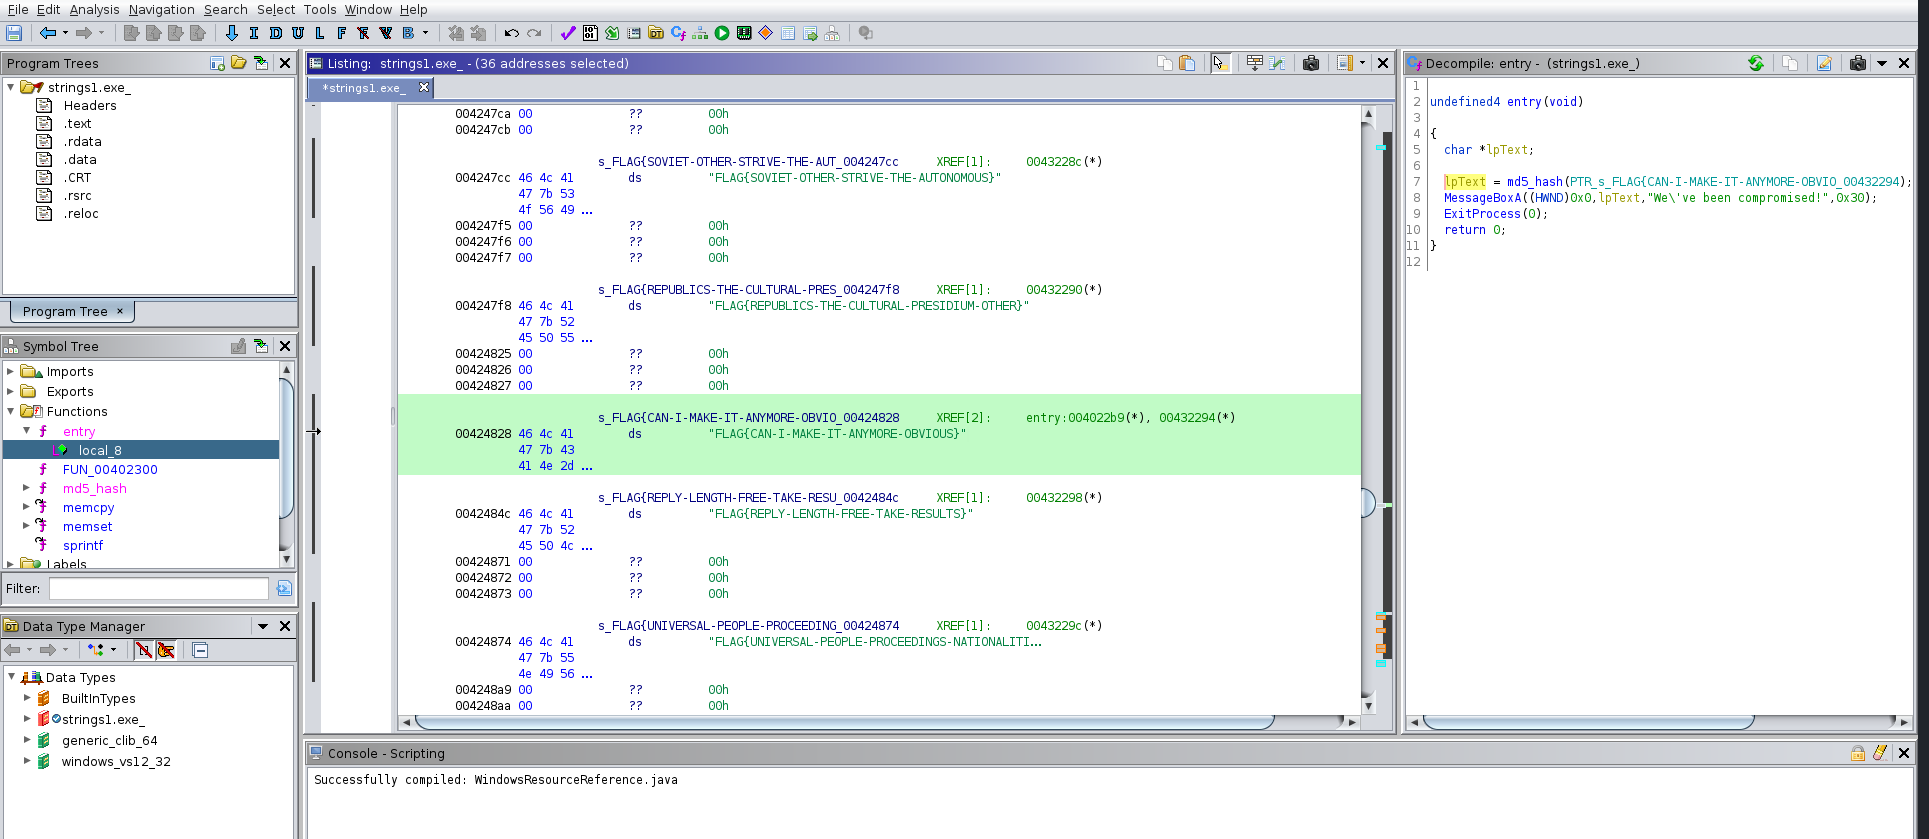 File Edit Analysis Navigation Search Select Tools Window Help
I D U L F F V B
Program Trees
strings1.exe_
Headers
.text
.rdata
.data
.CRT
.rsrc
.reloc
Program Tree ×
Symbol Tree
Imports
Exports
Functions
entry
local_8
FUN_00402300
md5_hash
memcpy
memset
sprintf
Labels
Filter:
Data Type Manager
Data Types
BuiltInTypes
strings1.exe_
generic_clib_64
windows_vs12_32
Listing: strings1.exe_ - (36 addresses selected)
*strings1.exe_
004247ca 00 ?? 00h
004247cb 00 ?? 00h
s_FLAG{SOVIET-OTHER-STRIVE-THE-AUT_004247cc XREF[1]: 0043228c(*)
004247cc 46 4c 41 ds "FLAG{SOVIET-OTHER-STRIVE-THE-AUTONOMOUS}"
47 7b 53
4f 56 49 ...
004247f5 00 ?? 00h
004247f6 00 ?? 00h
004247f7 00 ?? 00h
s_FLAG{REPUBLICS-THE-CULTURAL-PRES_004247f8 XREF[1]: 00432290(*)
004247f8 46 4c 41 ds "FLAG{REPUBLICS-THE-CULTURAL-PRESIDIUM-OTHER}"
47 7b 52
45 50 55 ...
00424825 00 ?? 00h
00424826 00 ?? 00h
00424827 00 ?? 00h
s_FLAG{CAN-I-MAKE-IT-ANYMORE-OBVIO_00424828 XREF[2]: entry:004022b9(*), 00432294(*)
00424828 46 4c 41 ds "FLAG{CAN-I-MAKE-IT-ANYMORE-OBVIOUS}"
47 7b 43
41 4e 2d ...
s_FLAG{REPLY-LENGTH-FREE-TAKE-RESU_0042484c XREF[1]: 00432298(*)
0042484c 46 4c 41 ds "FLAG{REPLY-LENGTH-FREE-TAKE-RESULTS}"
47 7b 52
45 50 4c ...
00424871 00 ?? 00h
00424872 00 ?? 00h
00424873 00 ?? 00h
s_FLAG{UNIVERSAL-PEOPLE-PROCEEDING_00424874 XREF[1]: 0043229c(*)
00424874 46 4c 41 ds "FLAG{UNIVERSAL-PEOPLE-PROCEEDINGS-NATIONALITI...
47 7b 55
4e 49 56 ...
004248a9 00 ?? 00h
004248aa 00 ?? 00h
Decompile: entry - (strings1.exe_)
1
2 undefined4 entry(void)
3
4 {
5 char *lpText;
6
7 lpText = md5_hash(PTR_s_FLAG{CAN-I-MAKE-IT-ANYMORE-OBVIO_00432294);
8 MessageBoxA((HWND)0x0,lpText,"We\'ve been compromised!",0x30);
9 ExitProcess(0);
10 return 0;
11 }
12
Console - Scripting
Successfully compiled: WindowsResourceReference.java